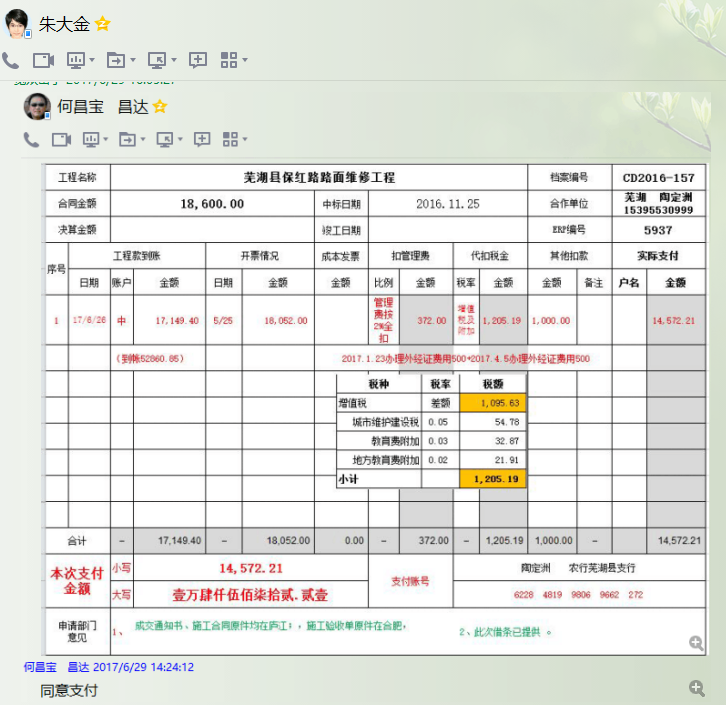 朱大金
何昌宝 昌达
工程名称 芜湖县保红路路面维修工程 档案编号 CD2016-157
合同金额 18,600.00 中标日期 2016.11.25 合作单位 芜湖 陶定洲 15395530999
决算金额 竣工日期 ERP编号 5937
序号 工程款到账 开票情况 成本发票 扣管理费 代扣税金 其他扣款 实际支付
日期 账户 金额 日期 金额 金额 比例 金额 税率 金额 金额 备注 户名 金额
1 17/6/26 中 17,149.40 5/25 18,052.00 管理费按2%全扣 372.00 增值税及附加 1,205.19 1,000.00 14,572.21
(到帐52860.85) 2017.1.23办理外经证费用500+2017.4.5办理外经证费用500
税种 税率 税额
增值税 差额 1,095.63
城市维护建设税 0.05 54.78
教育费附加 0.03 32.87
地方教育费附加 0.02 21.91
小计 1,205.19
合计 - 17,149.40 - 18,052.00 0.00 - 372.00 - 1,205.19 1,000.00 - 14,572.21
本次支付金额 小写 14,572.21 支付账号 陶定洲 农行芜湖县支行
大写 壹万肆仟伍佰柒拾贰.贰壹 6228 4819 9806 9662 272
申请部门意见 1、 成交通知书、施工合同原件均在庐江；，施工验收单原件在合肥， 2、此次借条已提供 。
何昌宝 昌达 2017/6/29 14:24:12
同意支付